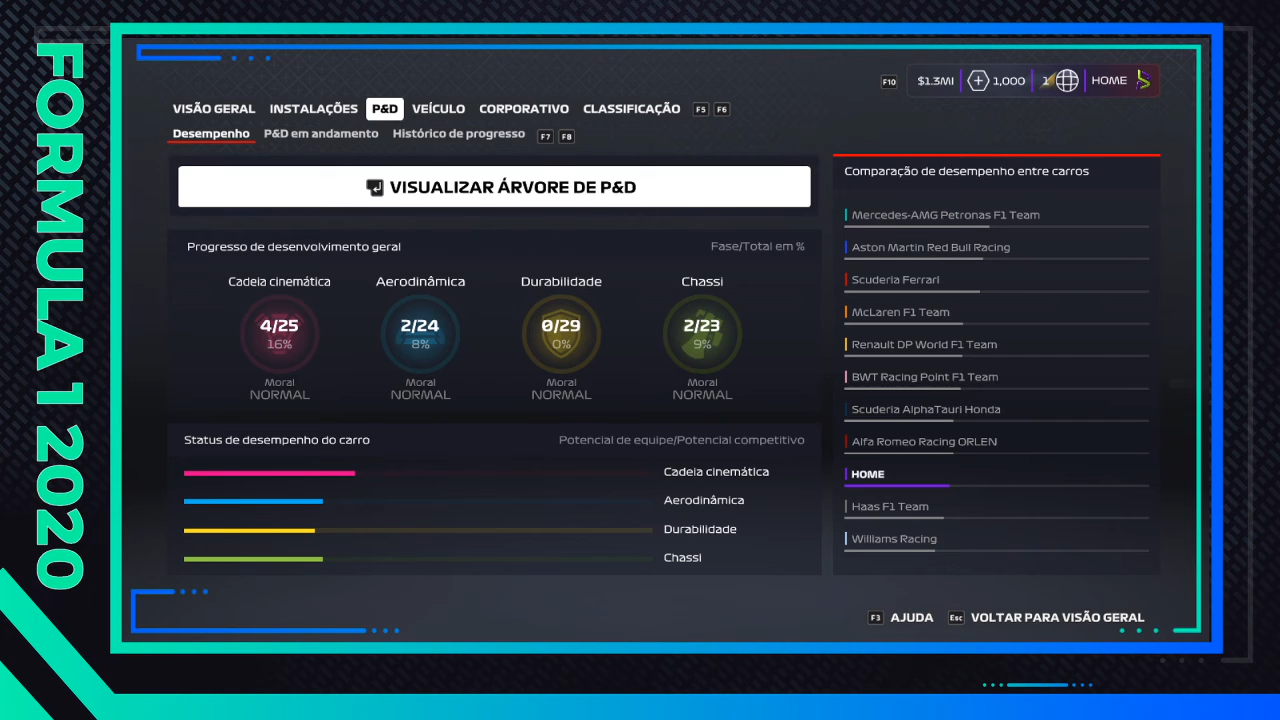 FORMULA 1 2020
F10 $1.3MI 1,000 1 HOME
VISÃO GERAL INSTALAÇÕES P&D VEÍCULO CORPORATIVO CLASSIFICAÇÃO F5 F6
Desempenho P&D em andamento Histórico de progresso F7 F8
VISUALIZAR ÁRVORE DE P&D
Progresso de desenvolvimento geral Fase/Total em %
Cadeia cinemática Aerodinâmica Durabilidade Chassi
4/25 2/24 0/29 2/23
16% 8% 0% 9%
Moral Moral Moral Moral
NORMAL NORMAL NORMAL NORMAL
Status de desempenho do carro Potencial de equipe/Potencial competitivo
Cadeia cinemática
Aerodinâmica
Durabilidade
Chassi
Comparação de desempenho entre carros
Mercedes-AMG Petronas F1 Team
Aston Martin Red Bull Racing
Scuderia Ferrari
McLaren F1 Team
Renault DP World F1 Team
BWT Racing Point F1 Team
Scuderia AlphaTauri Honda
Alfa Romeo Racing ORLEN
HOME
Haas F1 Team
Williams Racing
F3 AJUDA Esc VOLTAR PARA VISÃO GERAL